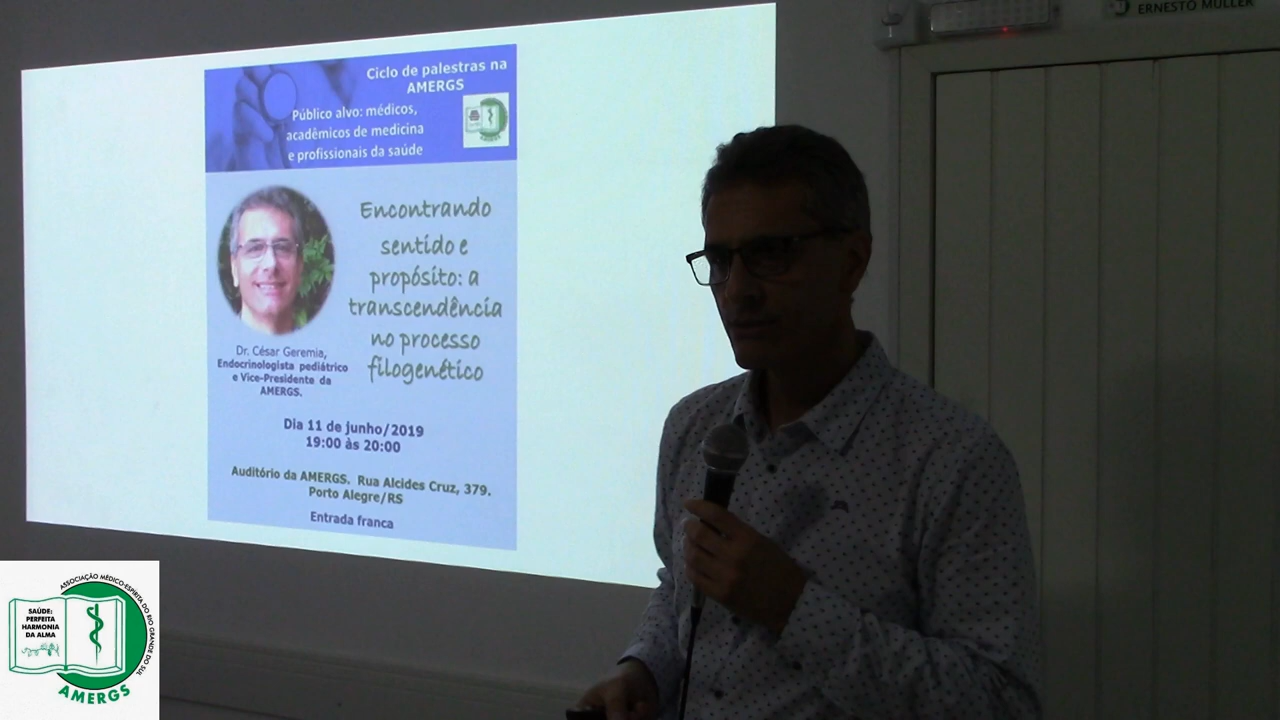 Ciclo de palestras na
AMERGS
Público alvo: médicos,
acadêmicos de medicina
e profissionais da saúde
AMERGS
Encontrando
sentido e
propósito: a
transcendência
no processo
filogenético
Dr. César Geremia,
Endocrinologista pediátrico
e Vice-Presidente da
AMERGS.
Dia 11 de junho/2019
19:00 às 20:00
Auditório da AMERGS. Rua Alcides Cruz, 379.
Porto Alegre/RS
Entrada franca
ERNESTO MÜLLER
ASSOCIAÇÃO MÉDICO-ESPÍRITA DO RIO GRANDE DO SUL
SAÚDE:
PERFEITA
HARMONIA
DA ALMA
AMERGS